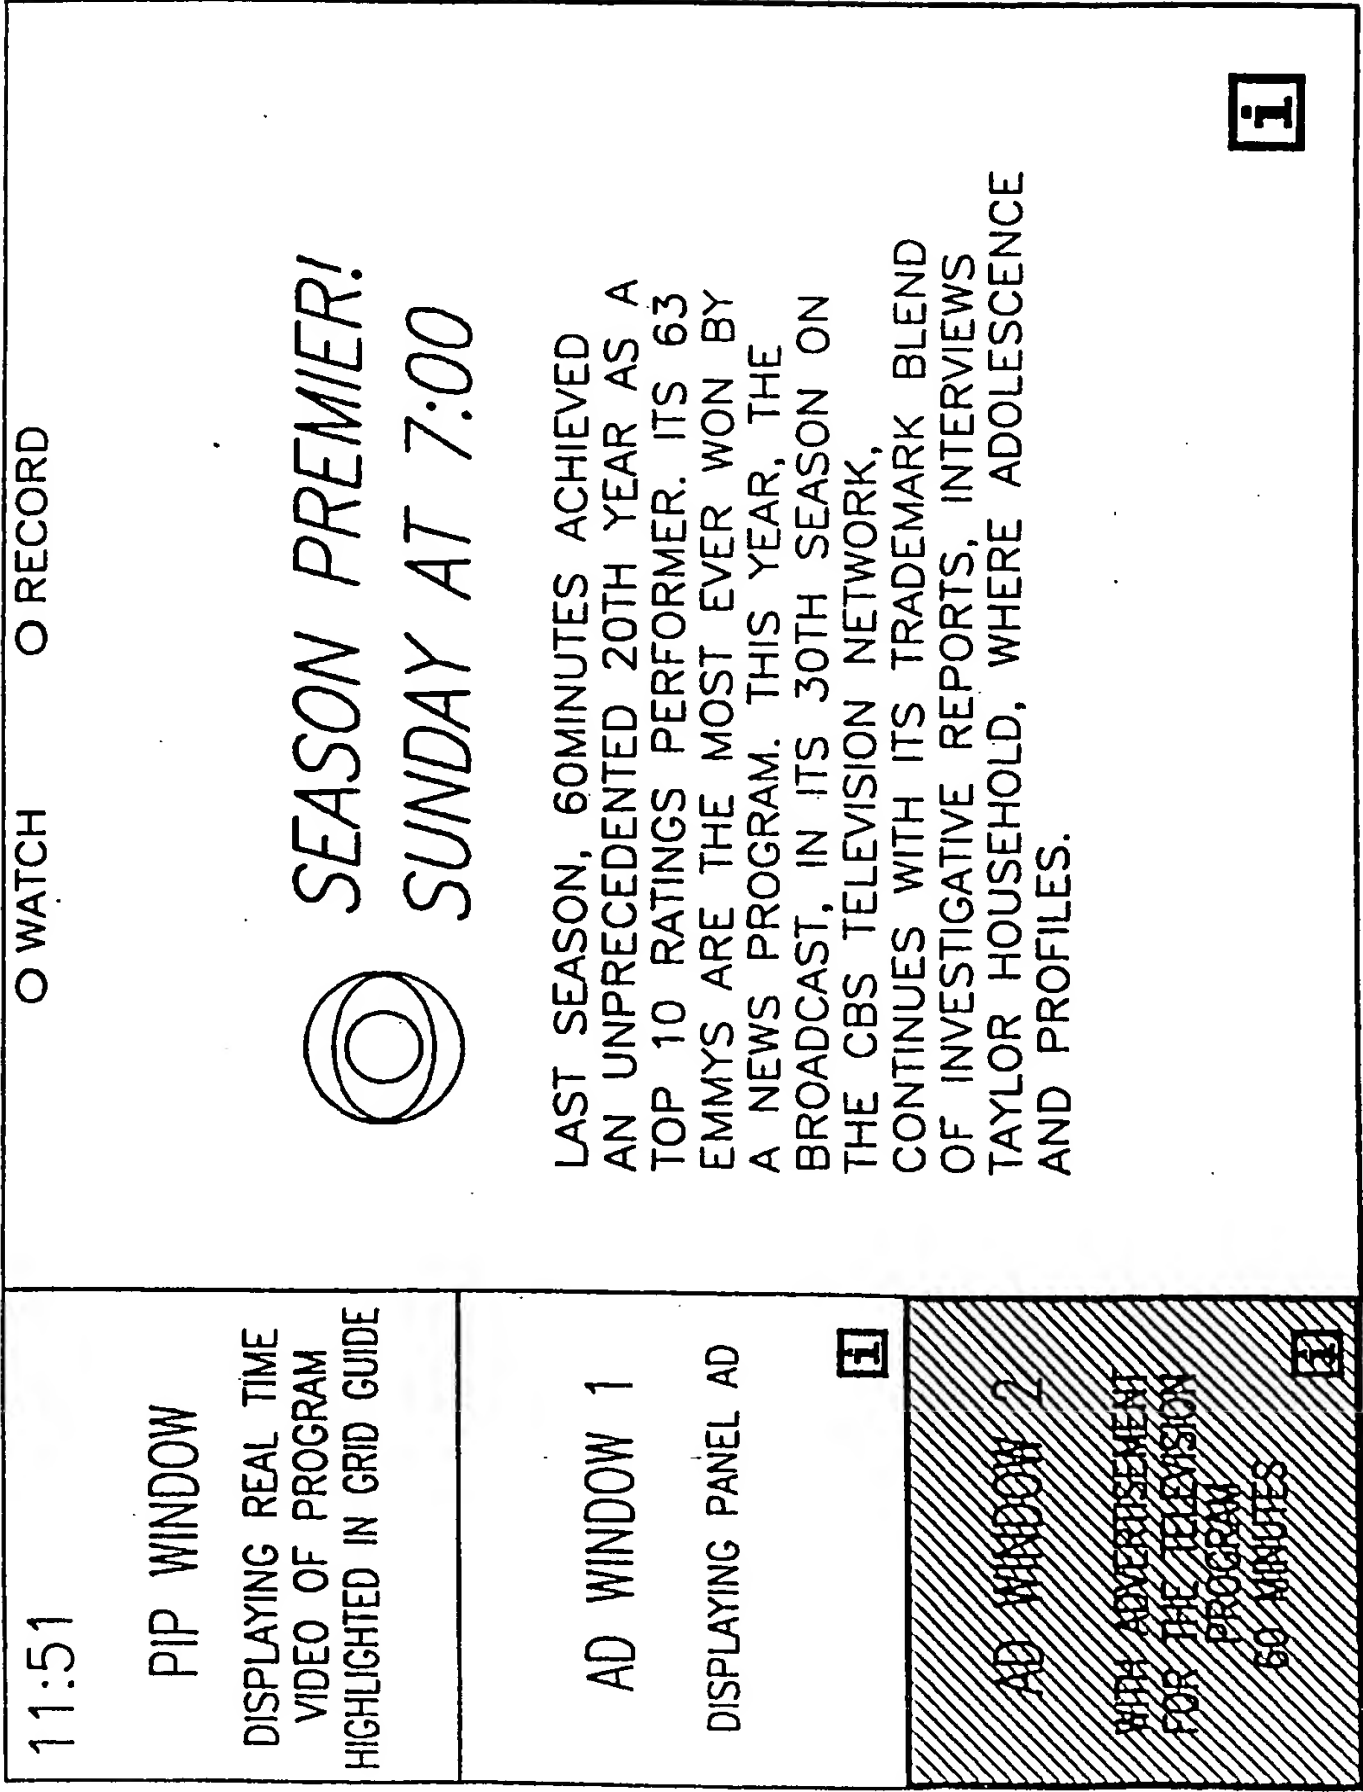 11:51
O WATCH
O RECORD
PIP WINDOW
DISPLAYING REAL TIME
VIDEO OF PROGRAM
HIGHLIGHTED IN GRID GUIDE
AD WINDOW 1
DISPLAYING PANEL AD
i
AD WINDOW 2
WITH ADVERTISEMENT
FOR THE TELEVISION
PROGRAM
60 MINUTES
i
SEASON PREMIER!
SUNDAY AT 7:00
LAST SEASON, 60MINUTES ACHIEVED
AN UNPRECEDENTED 20TH YEAR AS A
TOP 10 RATINGS PERFORMER. ITS 63
EMMYS ARE THE MOST EVER WON BY
A NEWS PROGRAM. THIS YEAR, THE
BROADCAST, IN ITS 30TH SEASON ON
THE CBS TELEVISION NETWORK,
CONTINUES WITH ITS TRADEMARK BLEND
OF INVESTIGATIVE REPORTS, INTERVIEWS
TAYLOR HOUSEHOLD, WHERE ADOLESCENCE
AND PROFILES.
i